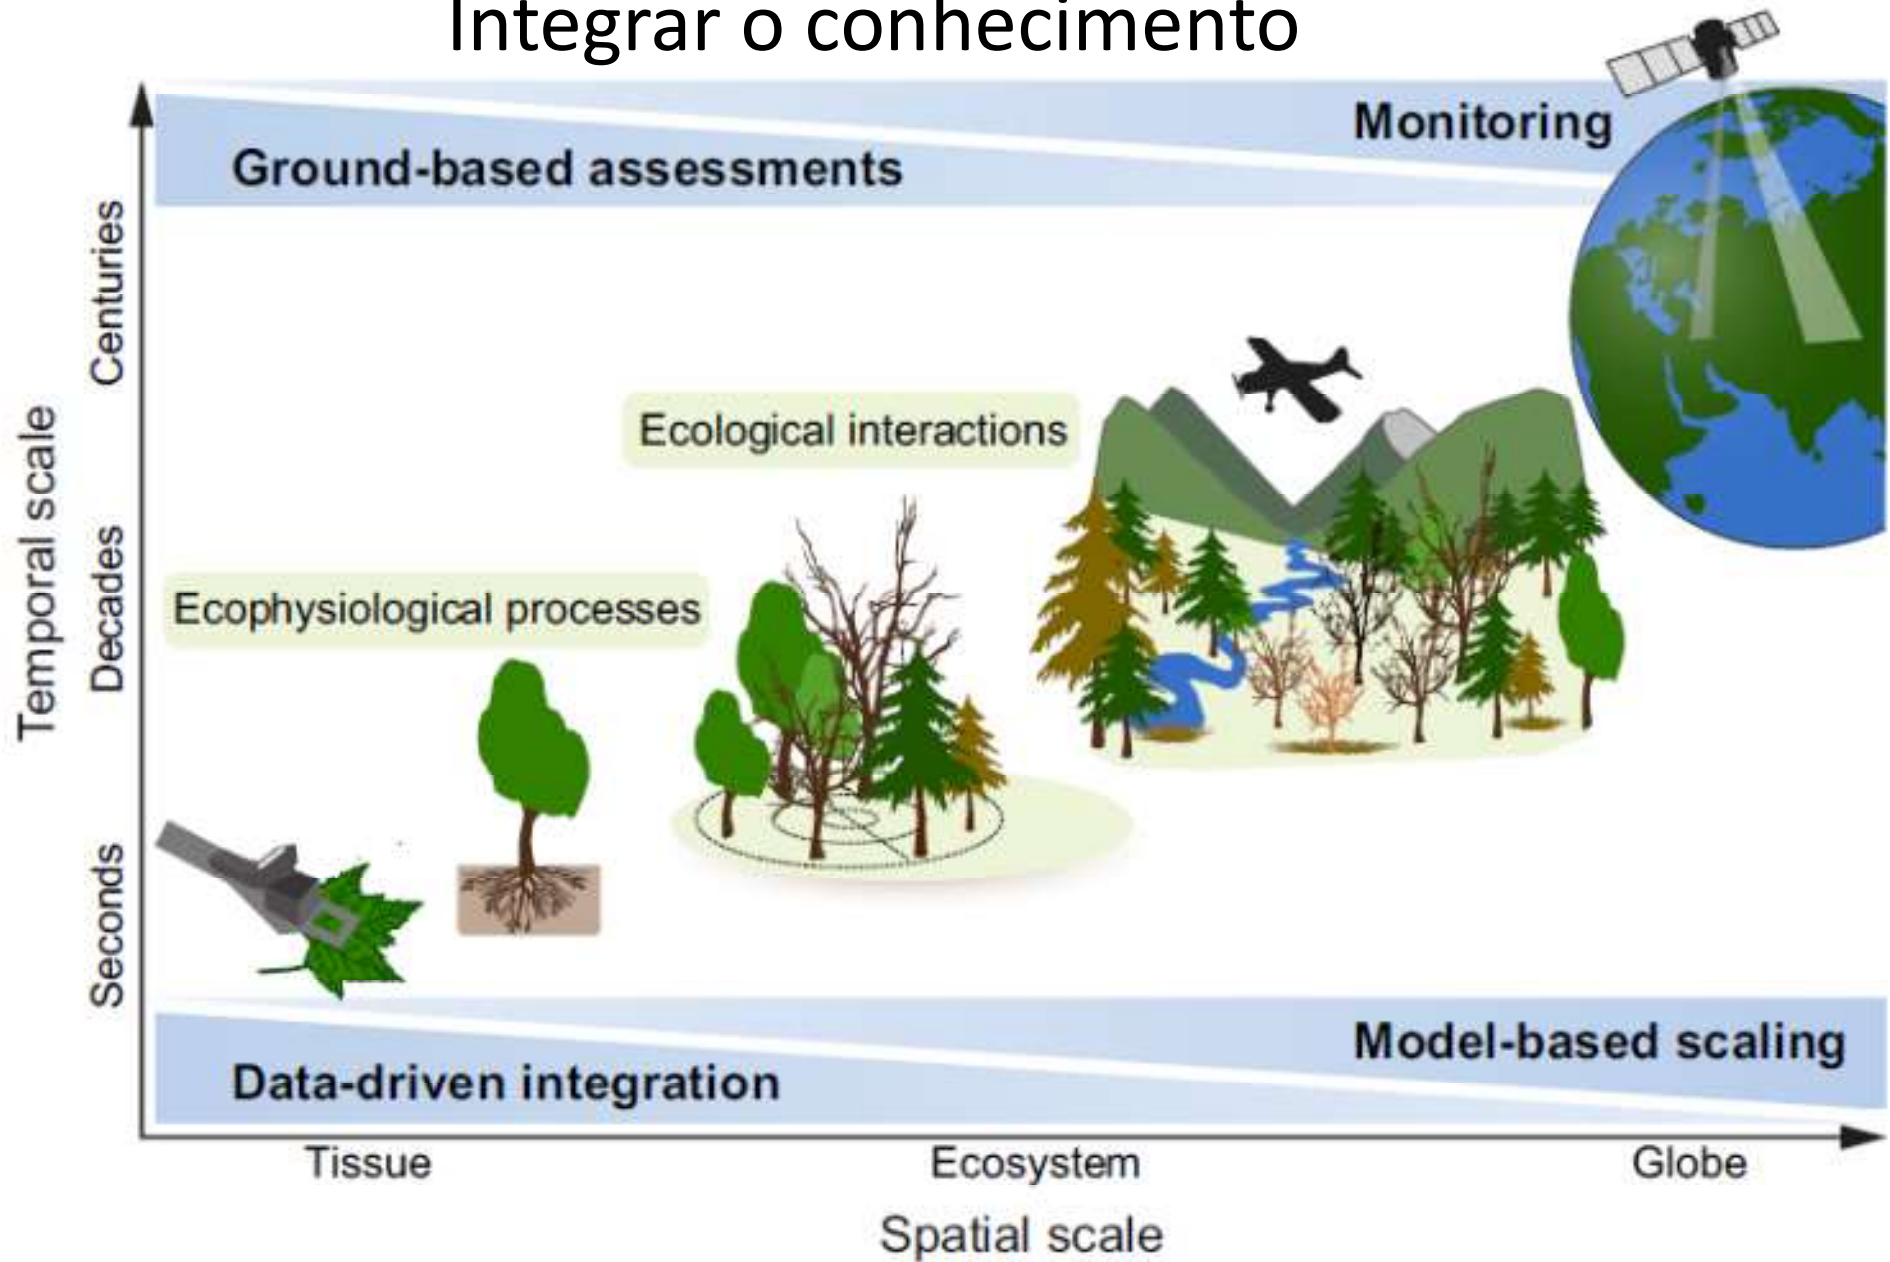 Integrar o conhecimento
Monitoring
Ground-based assessments
Temporal scale
Centuries
Decades
Seconds
Ecological interactions
Ecophysiological processes
Model-based scaling
Data-driven integration
Tissue
Ecosystem
Globe
Spatial scale